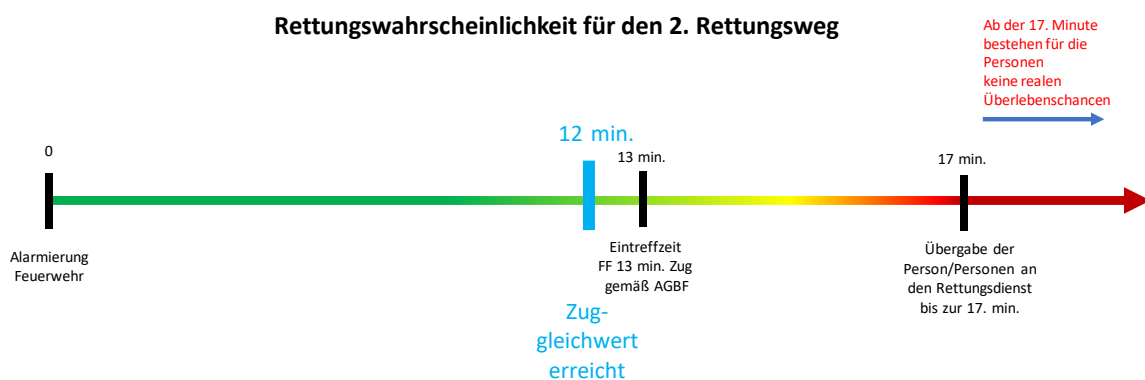 Rettungswahrscheinlichkeit für den 2. Rettungsweg
Ab der 17. Minute
bestehen für die
Personen
keine realen
Überlebenschancen
0
12 min.
13 min.
17 min.
Alarmierung
Feuerwehr
Eintreffzeit
FF 13 min. Zug
gemäß AGBF
Übergabe der
Person/Personen an
den Rettungsdienst
bis zur 17. min.
Zug-
gleichwert
erreicht